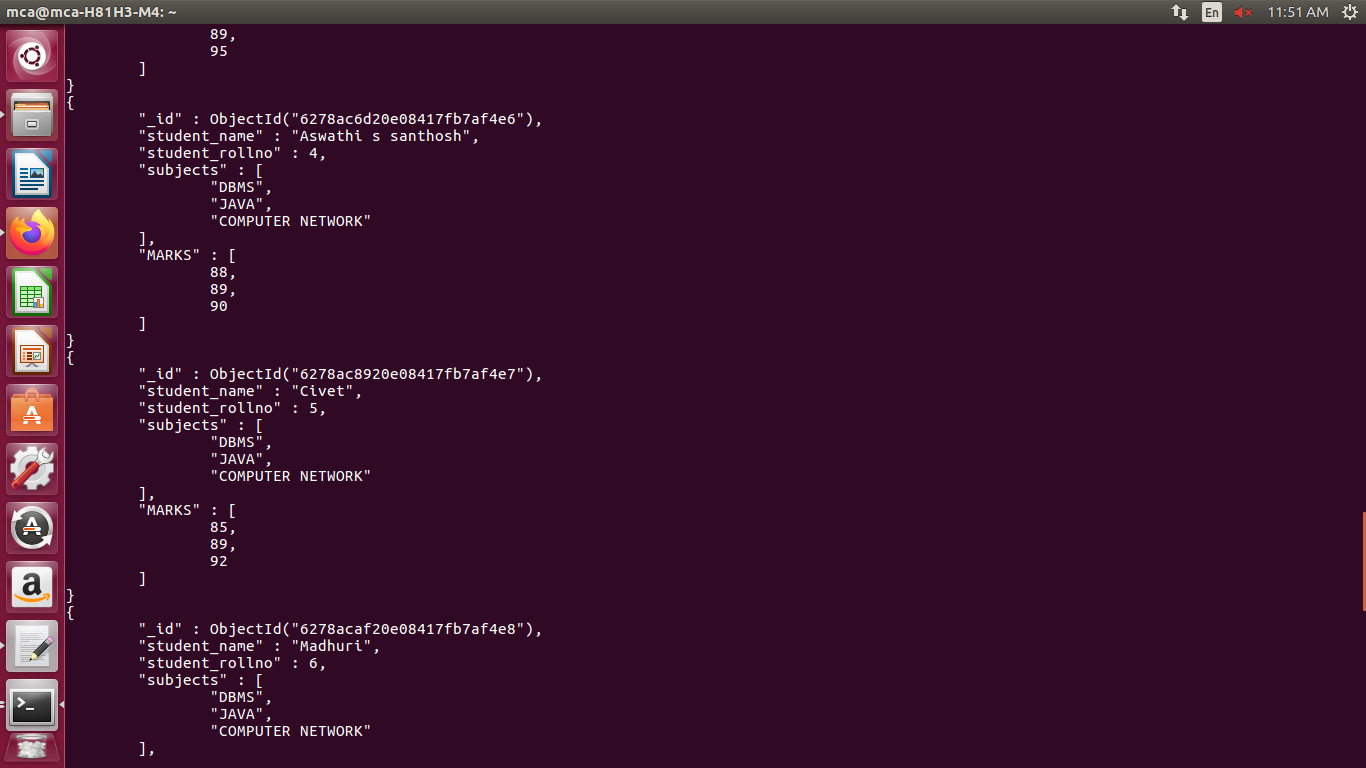 mca@mca-H81H3-M4: ~
En
11:51 AM
89,
95
]
}
{
"_id" : ObjectId("6278ac6d20e08417fb7af4e6"),
"student_name" : "Aswathi s santhosh",
"student_rollno" : 4,
"subjects" : [
"DBMS",
"JAVA",
"COMPUTER NETWORK"
],
"MARKS" : [
88,
89,
90
]
}
{
"_id" : ObjectId("6278ac8920e08417fb7af4e7"),
"student_name" : "Civet",
"student_rollno" : 5,
"subjects" : [
"DBMS",
"JAVA",
"COMPUTER NETWORK"
],
"MARKS" : [
85,
89,
92
]
}
{
"_id" : ObjectId("6278acaf20e08417fb7af4e8"),
"student_name" : "Madhuri",
"student_rollno" : 6,
"subjects" : [
"DBMS",
"JAVA",
"COMPUTER NETWORK"
],